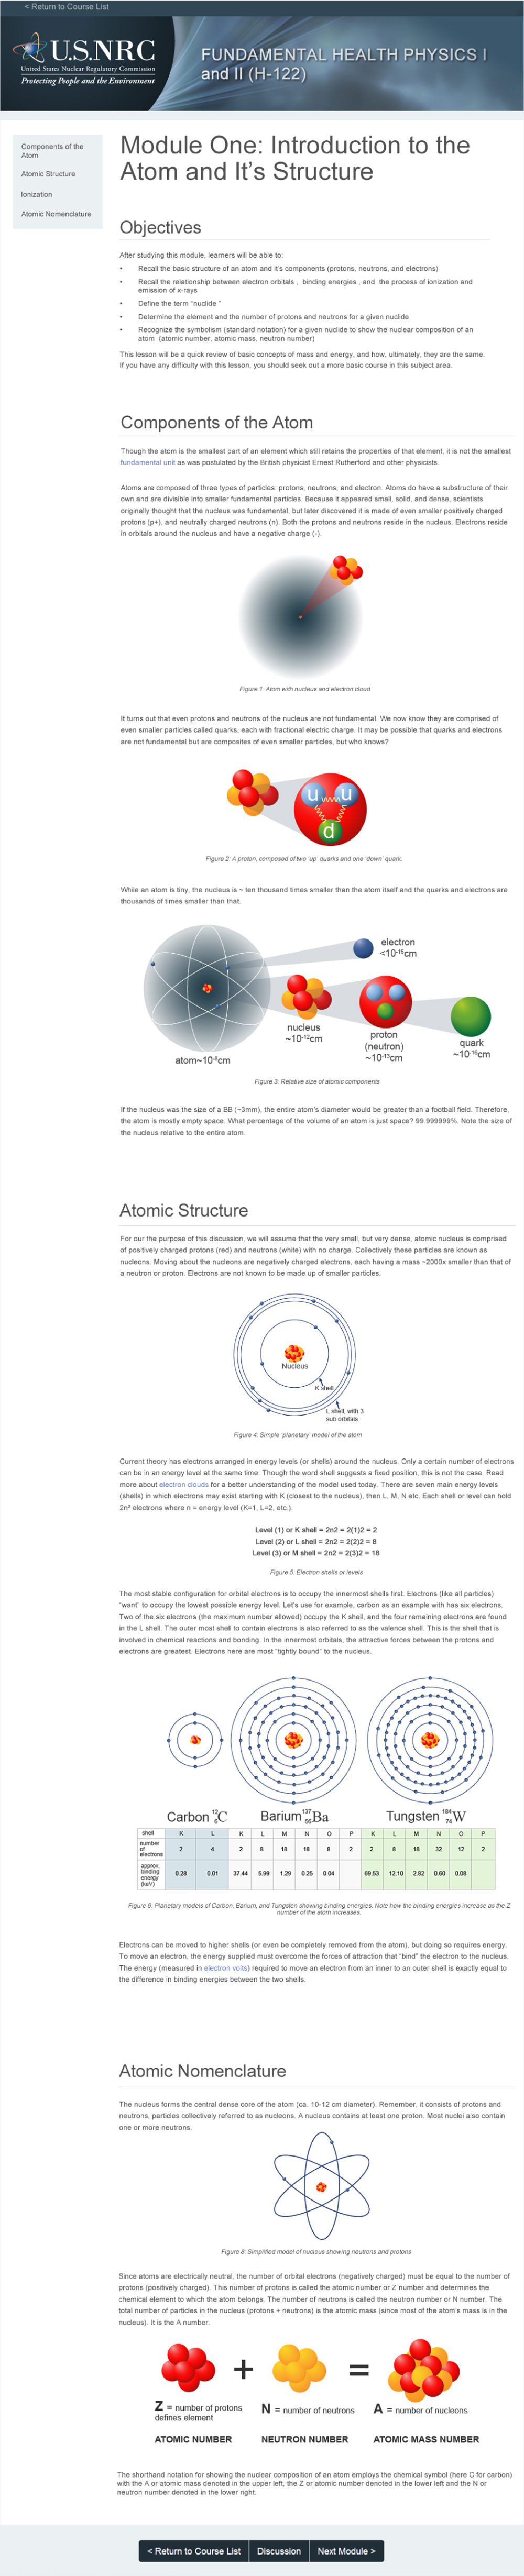 < Return to Course List
U.S.NRC
United States Nuclear Regulatory Commission
Protecting People and the Environment
FUNDAMENTAL HEALTH PHYSICS I
and II (H-122)
Components of the
Atom
Atomic Structure
Ionization
Atomic Nomenclature
Module One: Introduction to the
Atom and It's Structure
Objectives
After studying this module, learners will be able to:
• Recall the basic structure of an atom and it's components (protons, neutrons, and electrons)
• Recall the relationship between electron orbitals , binding energies , and the process of ionization and
emission of x-rays
• Define the term "nuclide "
• Determine the element and the number of protons and neutrons for a given nuclide
• Recognize the symbolism (standard notation) for a given nuclide to show the nuclear composition of an
atom (atomic number, atomic mass, neutron number)
This lesson will be a quick review of basic concepts of mass and energy, and how, ultimately, they are the same.
If you have any difficulty with this lesson, you should seek out a more basic course in this subject area.
Components of the Atom
Though the atom is the smallest part of an element which still retains the properties of that element, it is not the smallest
fundamental unit as was postulated by the British physicist Ernest Rutherford and other physicists.
Atoms are composed of three types of particles: protons, neutrons, and electron. Atoms do have a substructure of their
own and are divisible into smaller fundamental particles. Because it appeared small, solid, and dense, scientists
originally thought that the nucleus was fundamental, but later discovered it is made of even smaller positively charged
protons (p+), and neutrally charged neutrons (n). Both the protons and neutrons reside in the nucleus. Electrons reside
in orbitals around the nucleus and have a negative charge (-).
Figure 1: Atom with nucleus and electron cloud
It turns out that even protons and neutrons of the nucleus are not fundamental. We now know they are comprised of
even smaller particles called quarks, each with fractional electric charge. It may be possible that quarks and electrons
are not fundamental but are composites of even smaller particles, but who knows?
u u
d
Figure 2: A proton, composed of two 'up' quarks and one 'down' quark.
While an atom is tiny, the nucleus is ~ ten thousand times smaller than the atom itself and the quarks and electrons are
thousands of times smaller than that.
electron
<10⁻¹⁶cm
nucleus
~10⁻¹²cm
proton
(neutron)
~10⁻¹³cm
quark
~10⁻¹⁶cm
atom~10⁻⁸cm
Figure 3: Relative size of atomic components
If the nucleus was the size of a BB (~3mm), the entire atom's diameter would be greater than a football field. Therefore,
the atom is mostly empty space. What percentage of the volume of an atom is just space? 99.999999%. Note the size of
the nucleus relative to the entire atom.
Atomic Structure
For our the purpose of this discussion, we will assume that the very small, but very dense, atomic nucleus is comprised
of positively charged protons (red) and neutrons (white) with no charge. Collectively these particles are known as
nucleons. Moving about the nucleons are negatively charged electrons, each having a mass ~2000x smaller than that of
a neutron or proton. Electrons are not known to be made up of smaller particles.
Nucleus
K shell
L shell, with 3
sub orbitals
Figure 4: Simple 'planetary' model of the atom
Current theory has electrons arranged in energy levels (or shells) around the nucleus. Only a certain number of electrons
can be in an energy level at the same time. Though the word shell suggests a fixed position, this is not the case. Read
more about electron clouds for a better understanding of the model used today. There are seven main energy levels
(shells) in which electrons may exist starting with K (closest to the nucleus), then L, M, N etc. Each shell or level can hold
2n² electrons where n = energy level (K=1, L=2, etc.).
Level (1) or K shell = 2n2 = 2(1)2 = 2
Level (2) or L shell = 2n2 = 2(2)2 = 8
Level (3) or M shell = 2n2 = 2(3)2 = 18
Figure 5: Electron shells or levels
The most stable configuration for orbital electrons is to occupy the innermost shells first. Electrons (like all particles)
"want" to occupy the lowest possible energy level. Let's use for example, carbon as an example with has six electrons.
Two of the six electrons (the maximum number allowed) occupy the K shell, and the four remaining electrons are found
in the L shell. The outer most shell to contain electrons is also referred to as the valence shell. This is the shell that is
involved in chemical reactions and bonding. In the innermost orbitals, the attractive forces between the protons and
electrons are greatest. Electrons here are most "tightly bound" to the nucleus.
Carbon ¹²₆C Barium ¹³⁷₅₆Ba Tungsten ¹⁸⁴₇₄W
shell K L K L M N O P K L M N O P
number of electrons 2 4 2 8 18 18 8 2 2 8 18 32 12 2
approx. binding energy (keV) 0.28 0.01 37.44 5.99 1.29 0.25 0.04 69.53 12.10 2.82 0.60 0.08
Figure 6: Planetary models of Carbon, Barium, and Tungsten showing binding energies. Note how the binding energies increase as the Z
number of the atom increases.
Electrons can be moved to higher shells (or even be completely removed from the atom), but doing so requires energy.
To move an electron, the energy supplied must overcome the forces of attraction that "bind" the electron to the nucleus.
The energy (measured in electron volts) required to move an electron from an inner to an outer shell is exactly equal to
the difference in binding energies between the two shells.
Atomic Nomenclature
The nucleus forms the central dense core of the atom (ca. 10-12 cm diameter). Remember, it consists of protons and
neutrons, particles collectively referred to as nucleons. A nucleus contains at least one proton. Most nuclei also contain
one or more neutrons.
Figure 8: Simplified model of nucleus showing neutrons and protons
Since atoms are electrically neutral, the number of orbital electrons (negatively charged) must be equal to the number of
protons (positively charged). This number of protons is called the atomic number or Z number and determines the
chemical element to which the atom belongs. The number of neutrons is called the neutron number or N number. The
total number of particles in the nucleus (protons + neutrons) is the atomic mass (since most of the atom's mass is in the
nucleus). It is the A number.
+ =
Z = number of protons
defines element
N = number of neutrons
A = number of nucleons
ATOMIC NUMBER NEUTRON NUMBER ATOMIC MASS NUMBER
The shorthand notation for showing the nuclear composition of an atom employs the chemical symbol (here C for carbon)
with the A or atomic mass denoted in the upper left, the Z or atomic number denoted in the lower left and the N or
neutron number denoted in the lower right.
< Return to Course List Discussion Next Module >